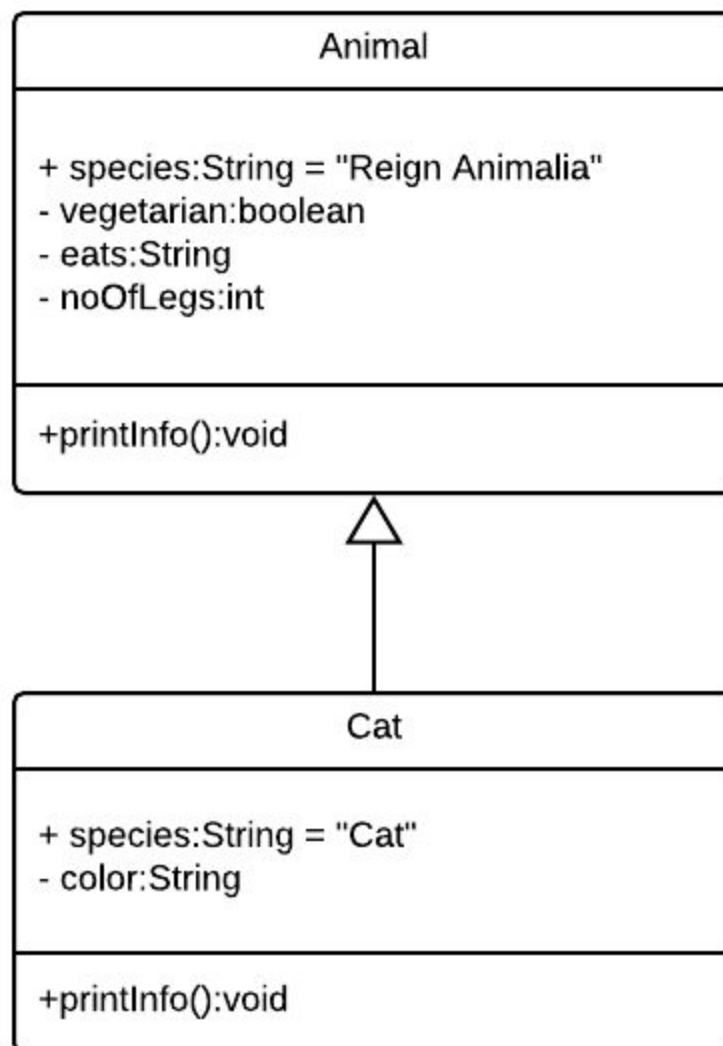 Animal
+ species:String = "Reign Animalia"
- vegetarian:boolean
- eats:String
- noOfLegs:int
+printInfo():void
Cat
+ species:String = "Cat"
- color:String
+printInfo():void